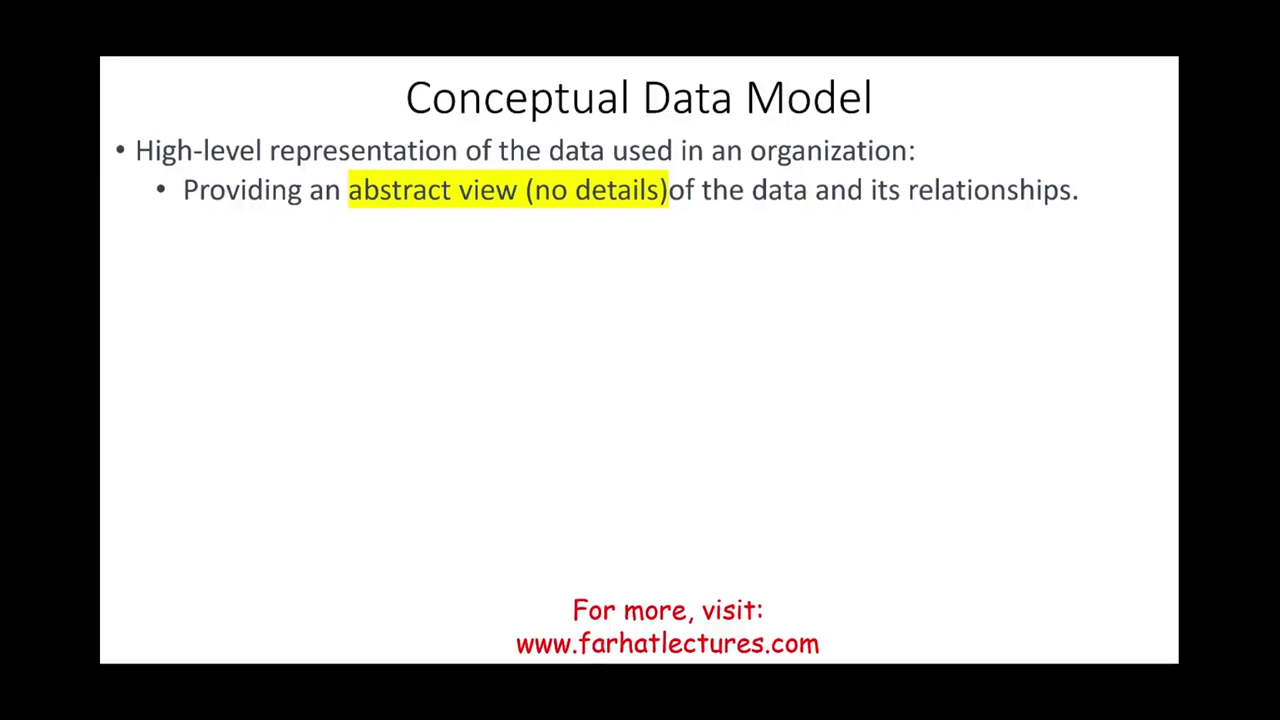 Conceptual Data Model
• High-level representation of the data used in an organization:
• Providing an abstract view (no details)of the data and its relationships.
For more, visit:
www.farhatlectures.com